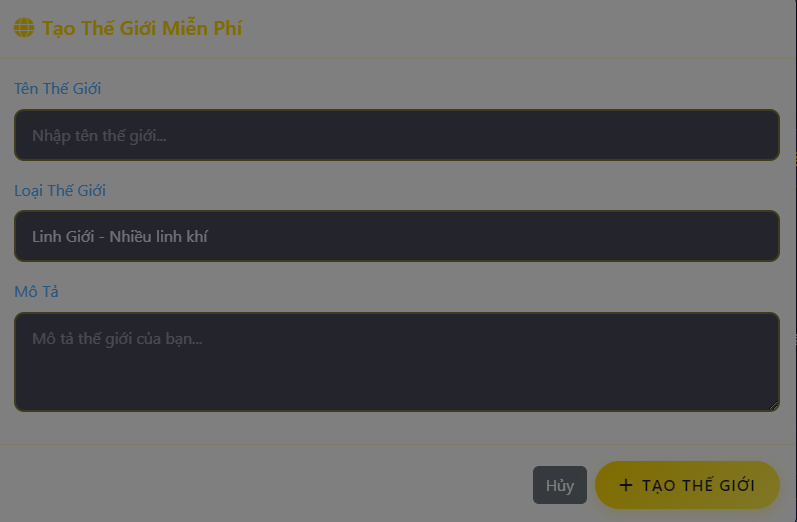 Tạo Thế Giới Miễn Phí
Tên Thế Giới
Nhập tên thế giới...
Loại Thế Giới
Linh Giới - Nhiều linh khí
Mô Tả
Mô tả thế giới của bạn...
Hủy
+ TẠO THẾ GIỚI